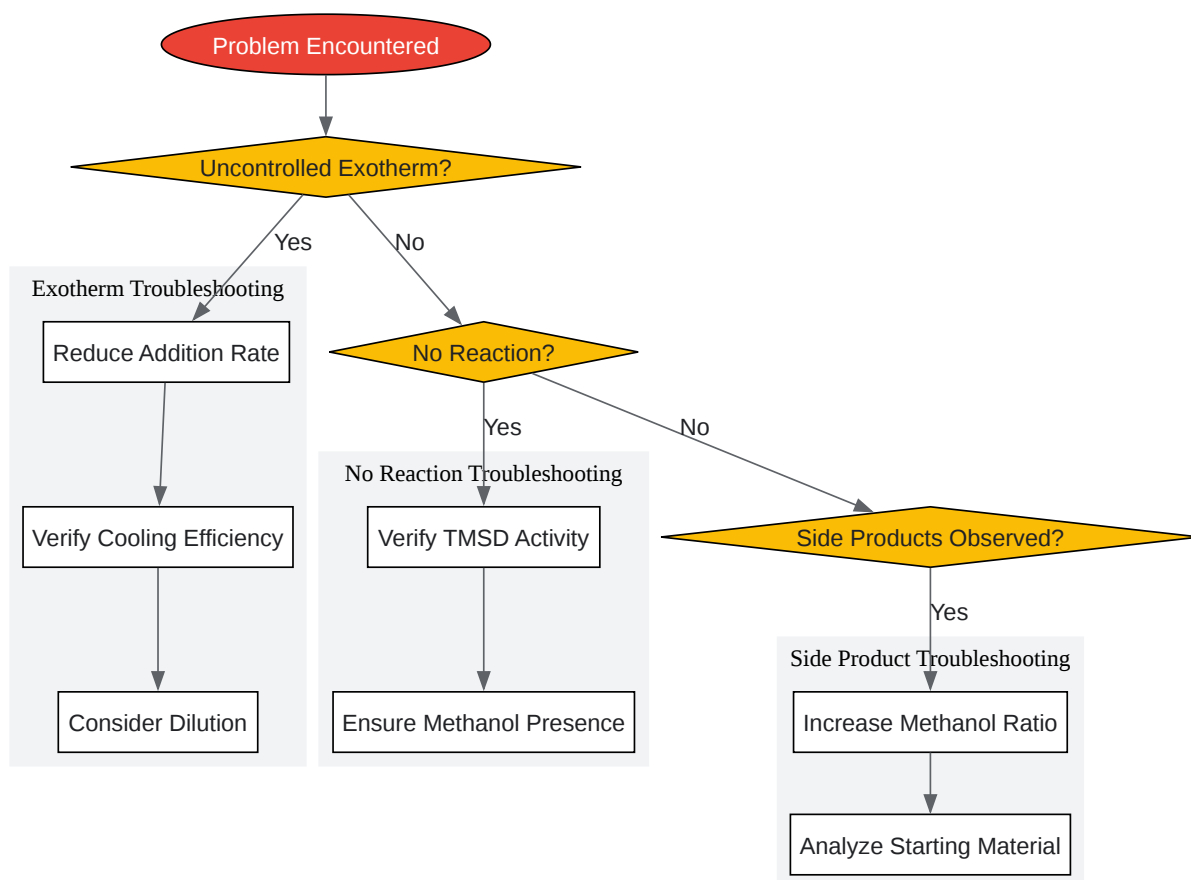 Problem Encountered
Uncontrolled Exotherm?
Yes
No
Exotherm Troubleshooting
Reduce Addition Rate
No Reaction?
Yes
No
No Reaction Troubleshooting
Verify Cooling Efficiency
Verify TMSD Activity
Side Products Observed?
Yes
Side Product Troubleshooting
Consider Dilution
Ensure Methanol Presence
Increase Methanol Ratio
Analyze Starting Material